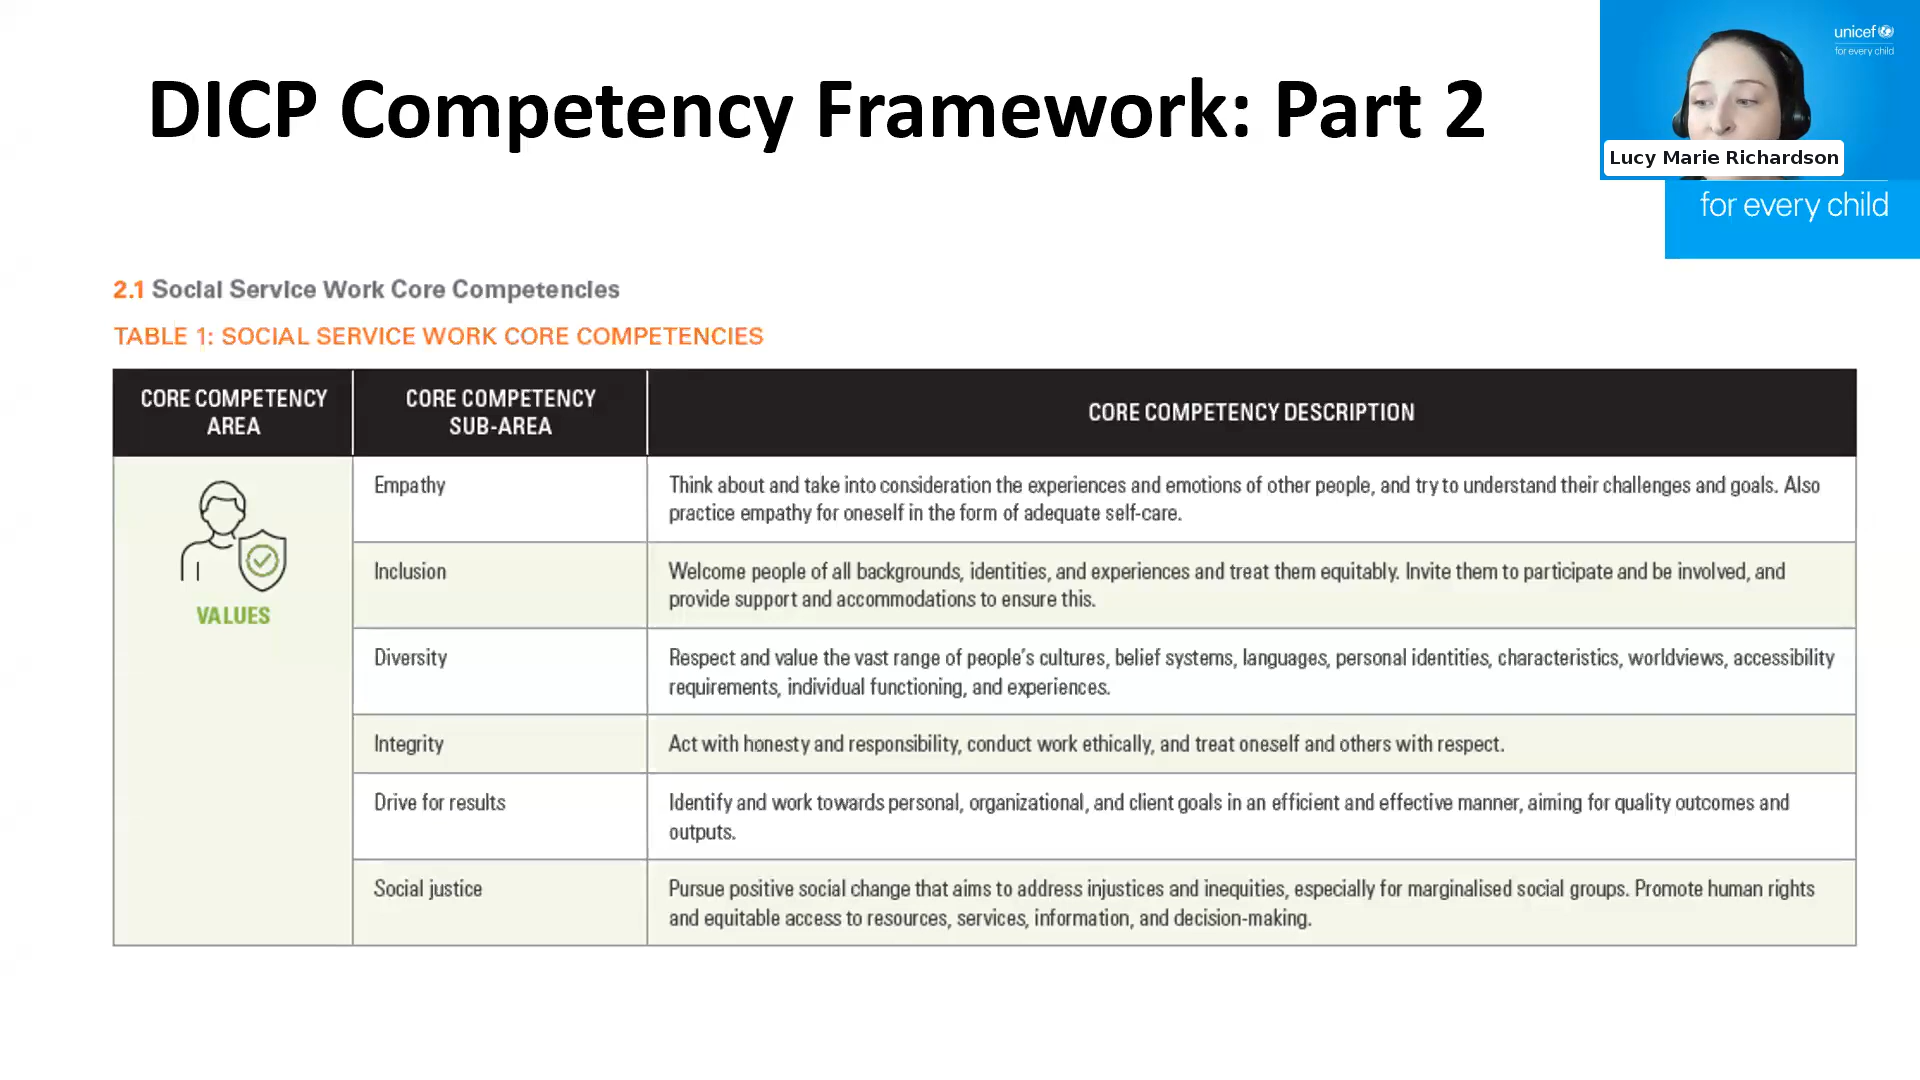 DICP Competency Framework: Part 2
unicef
for every child
Lucy Marie Richardson
for every child
2.1 Social Service Work Core Competencies
TABLE 1: SOCIAL SERVICE WORK CORE COMPETENCIES
CORE COMPETENCY
AREA
CORE COMPETENCY
SUB-AREA
CORE COMPETENCY DESCRIPTION
VALUES
Empathy
Think about and take into consideration the experiences and emotions of other people, and try to understand their challenges and goals. Also
practice empathy for oneself in the form of adequate self-care.
Inclusion
Welcome people of all backgrounds, identities, and experiences and treat them equitably. Invite them to participate and be involved, and
provide support and accommodations to ensure this.
Diversity
Respect and value the vast range of people's cultures, belief systems, languages, personal identities, characteristics, worldviews, accessibility
requirements, individual functioning, and experiences.
Integrity
Act with honesty and responsibility, conduct work ethically, and treat oneself and others with respect.
Drive for results
Identify and work towards personal, organizational, and client goals in an efficient and effective manner, aiming for quality outcomes and
outputs.
Social justice
Pursue positive social change that aims to address injustices and inequities, especially for marginalised social groups. Promote human rights
and equitable access to resources, services, information, and decision-making.